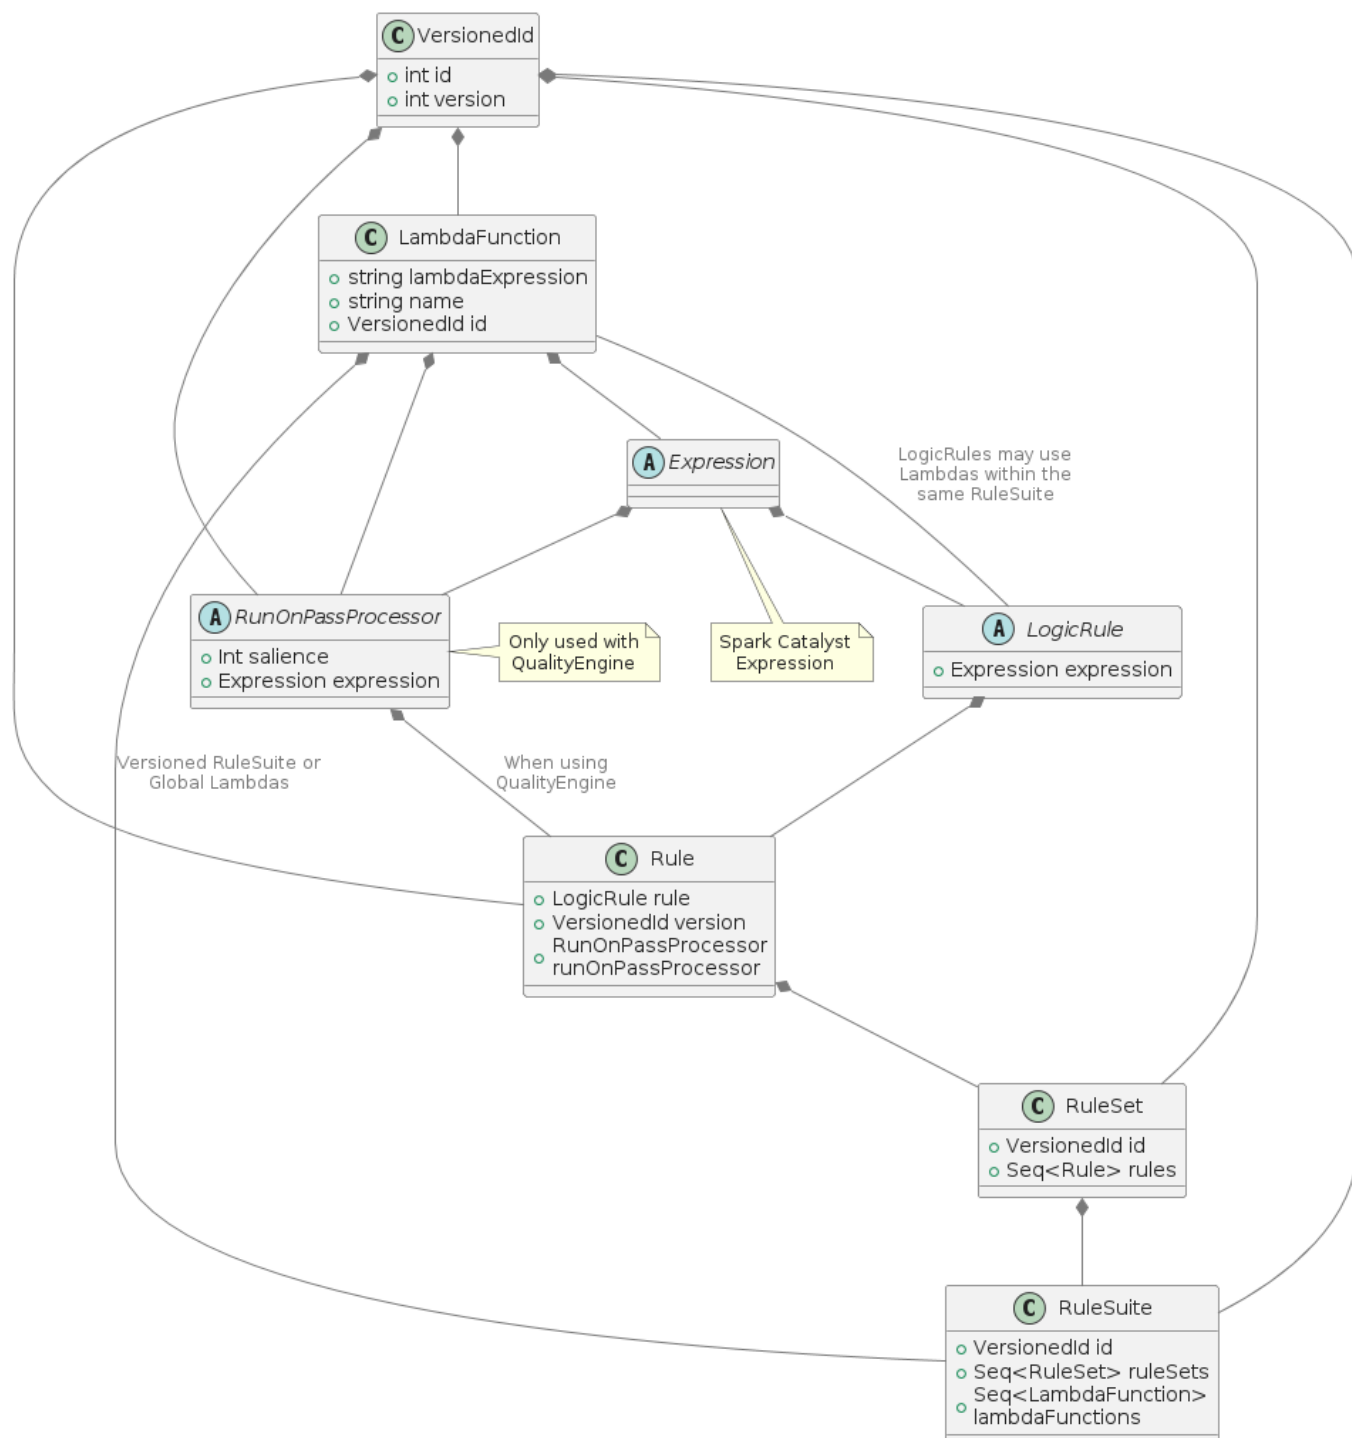 C VersionedId
int id
int version
C LambdaFunction
string lambdaExpression
string name
VersionedId id
A Expression
LogicRules may use
Lambdas within the
same RuleSuite
A RunOnPassProcessor
Int salience
Expression expression
Only used with
QualityEngine
Spark Catalyst
Expression
A LogicRule
Expression expression
Versioned RuleSuite or
Global Lambdas
When using
QualityEngine
C Rule
LogicRule rule
VersionedId version
RunOnPassProcessor
runOnPassProcessor
C RuleSet
VersionedId id
Seq<Rule> rules
C RuleSuite
VersionedId id
Seq<RuleSet> ruleSets
Seq<LambdaFunction>
lambdaFunctions